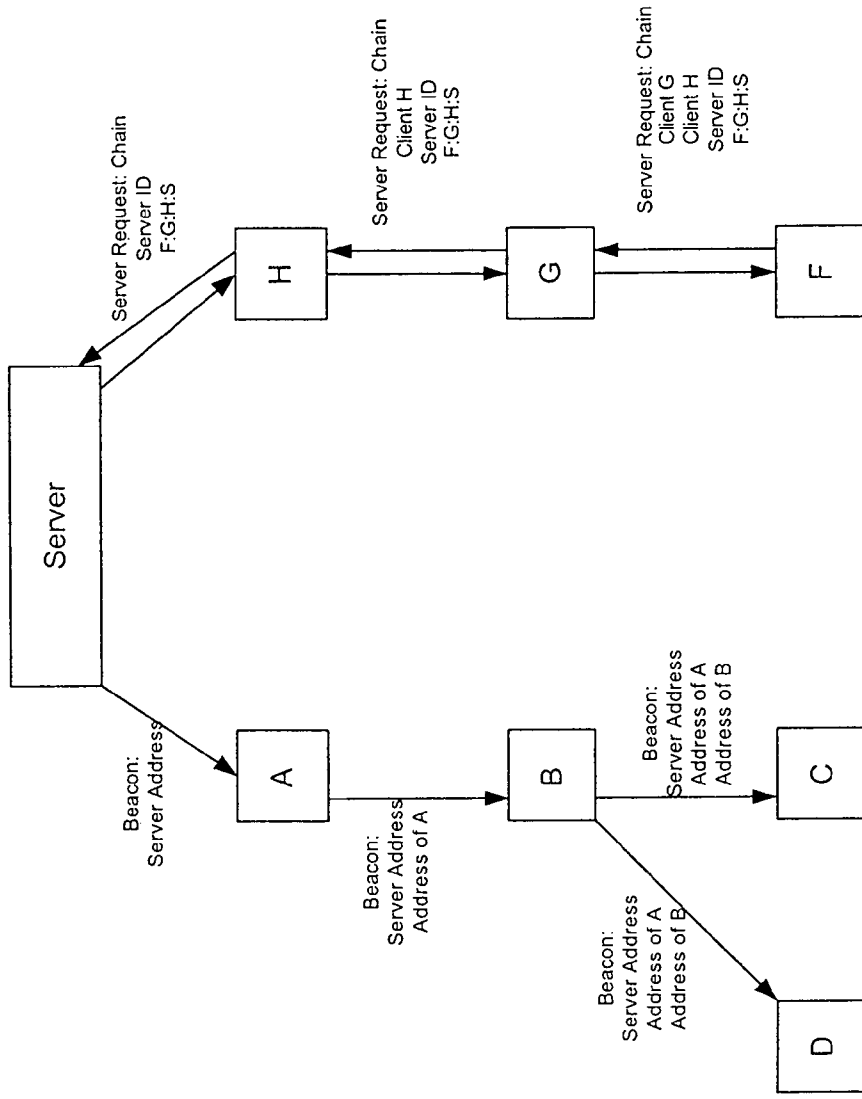 Server
Beacon:
Server Address
A
Beacon:
Server Address
Address of A
B
Beacon:
Server Address
Address of A
Address of B
C
Beacon:
Server Address
Address of A
Address of B
D
Server Request: Chain
Server ID
F:G:H:S
H
Server Request: Chain
Client H
Server ID
F:G:H:S
G
Server Request: Chain
Client G
Client H
Server ID
F:G:H:S
F